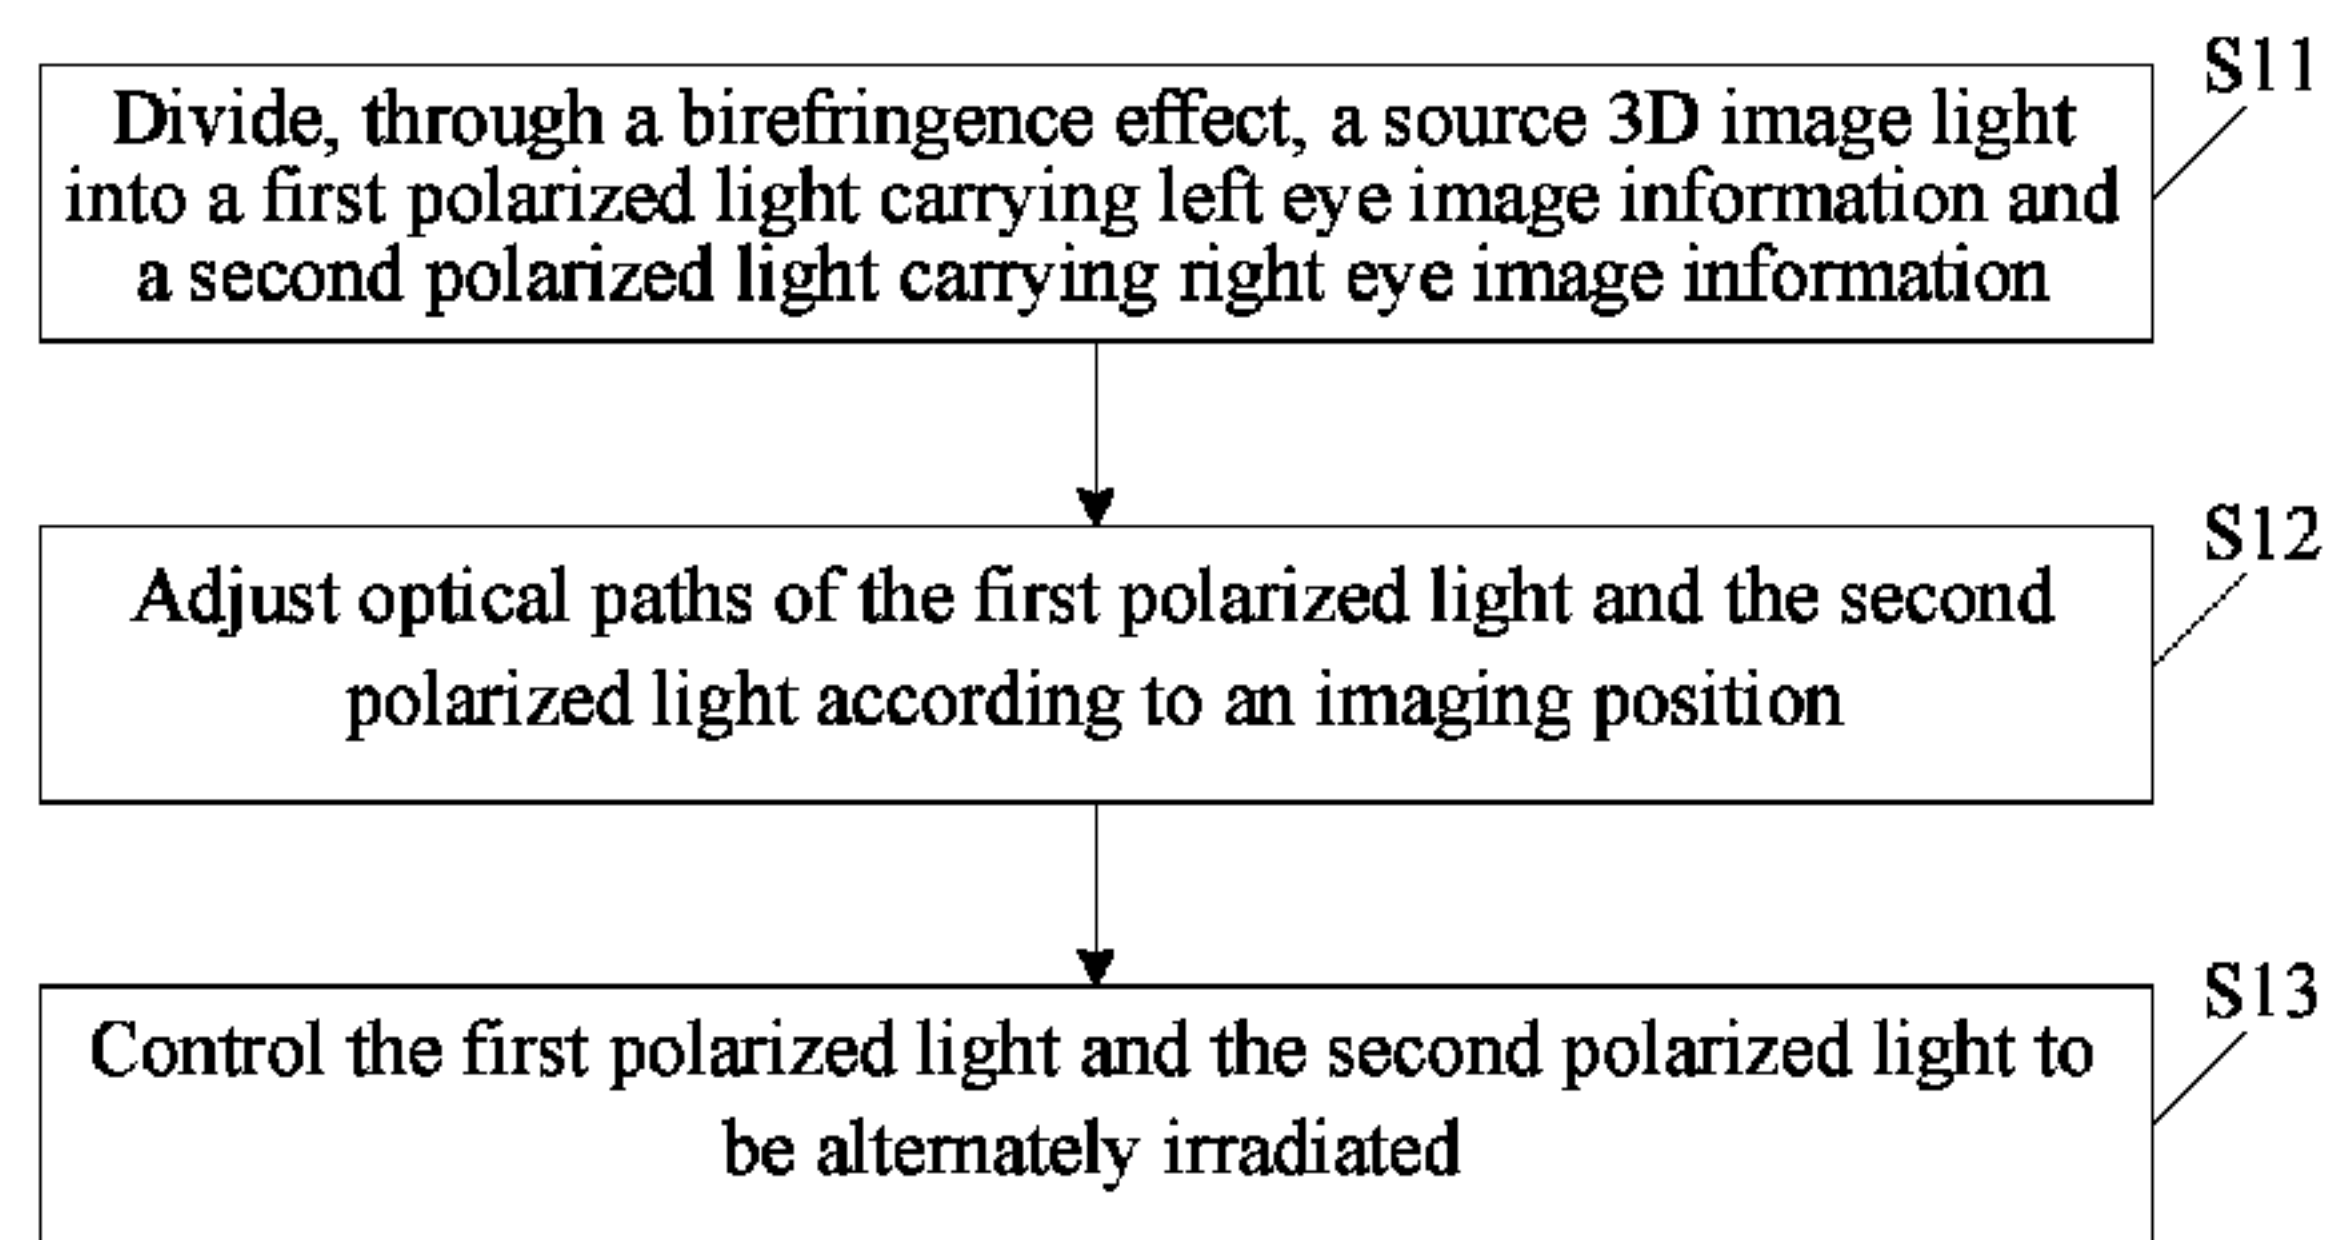 S11
Divide, through a birefringence effect, a source 3D image light
into a first polarized light carrying left eye image information and
a second polarized light carrying right eye image information
S12
Adjust optical paths of the first polarized light and the second
polarized light according to an imaging position
S13
Control the first polarized light and the second polarized light to
be alternately irradiated